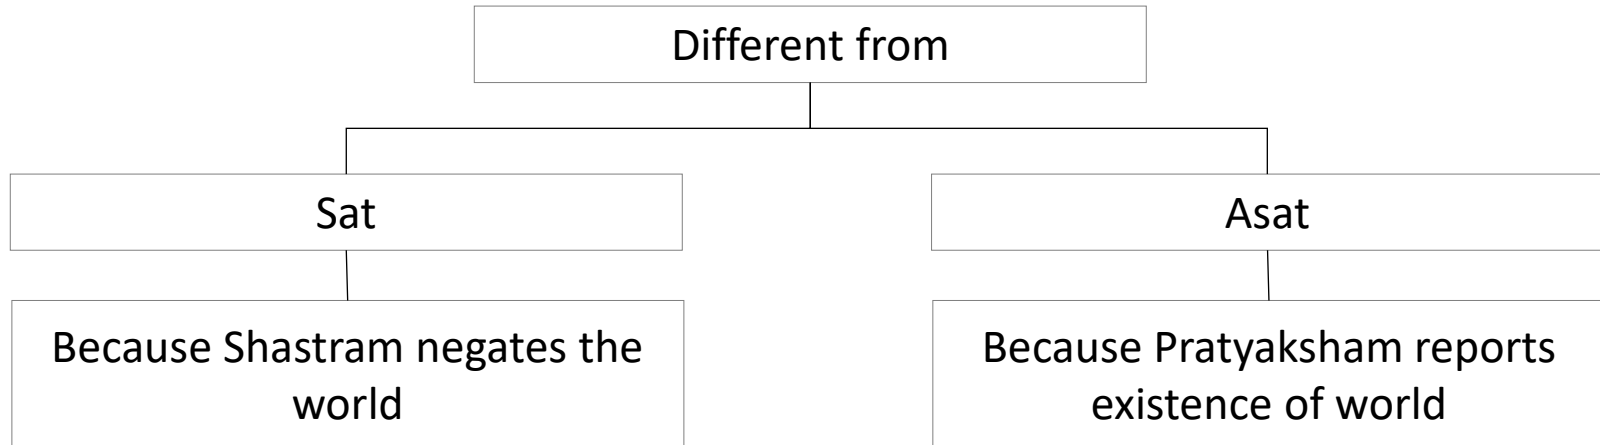 Different from
Sat
Asat
Because Shastram negates the
world
Because Pratyaksham reports
existence of world